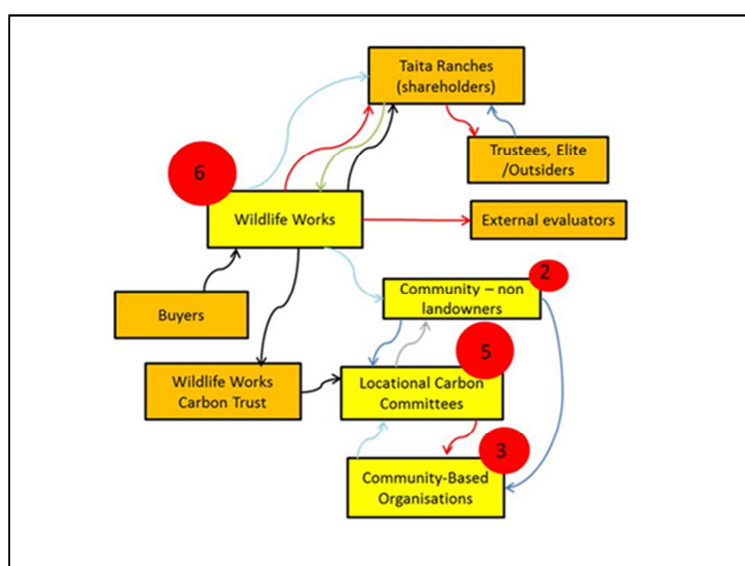 Taita Ranches
(shareholders)
Trustees, Elite
/Outsiders
6
Wildlife Works
External evaluators
2
Community – non
landowners
Buyers
5
Wildlife Works
Carbon Trust
Locational Carbon
Committees
3
Community-Based
Organisations